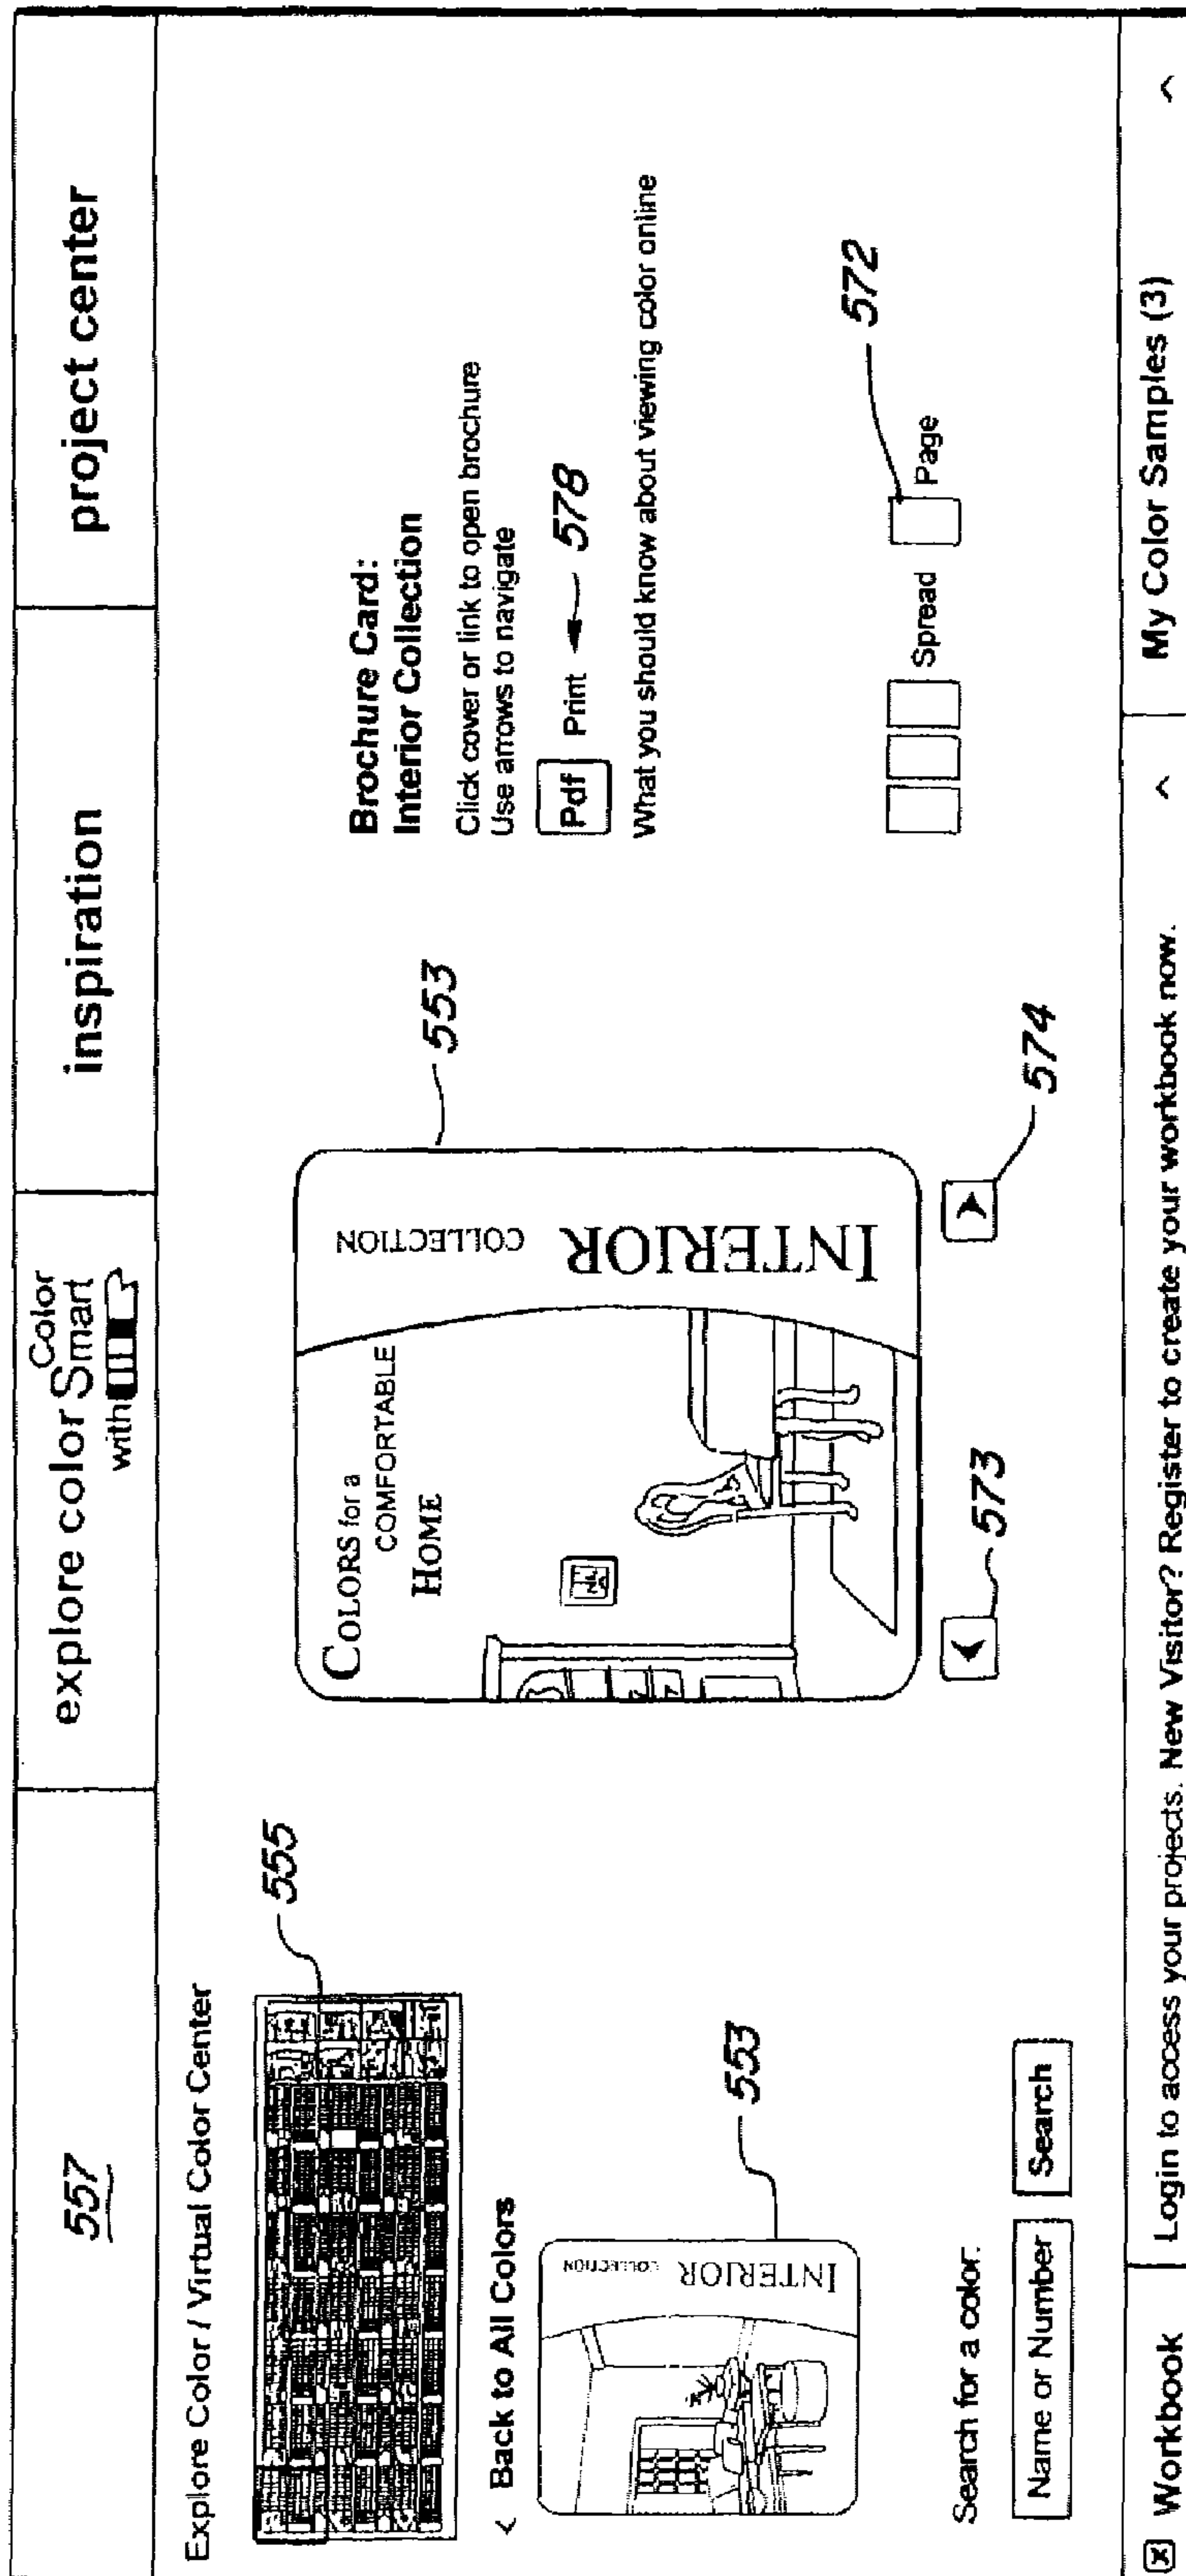 557
explore color
Color
Smart
with
inspiration
project center
Explore Color / Virtual Color Center
555
< Back to All Colors
553
INTERIOR
COLLECTION
Search for a color:
Name or Number
Search
COLORS for a
COMFORTABLE
HOME
INTERIOR
COLLECTION
553
573
574
Brochure Card:
Interior Collection
Click cover or link to open brochure
Use arrows to navigate
Pdf Print
578
What you should know about viewing color online
Spread
Page
572
x Workbook
Login to access your projects. New Visitor? Register to create your workbook now.
^
My Color Samples (3)
^